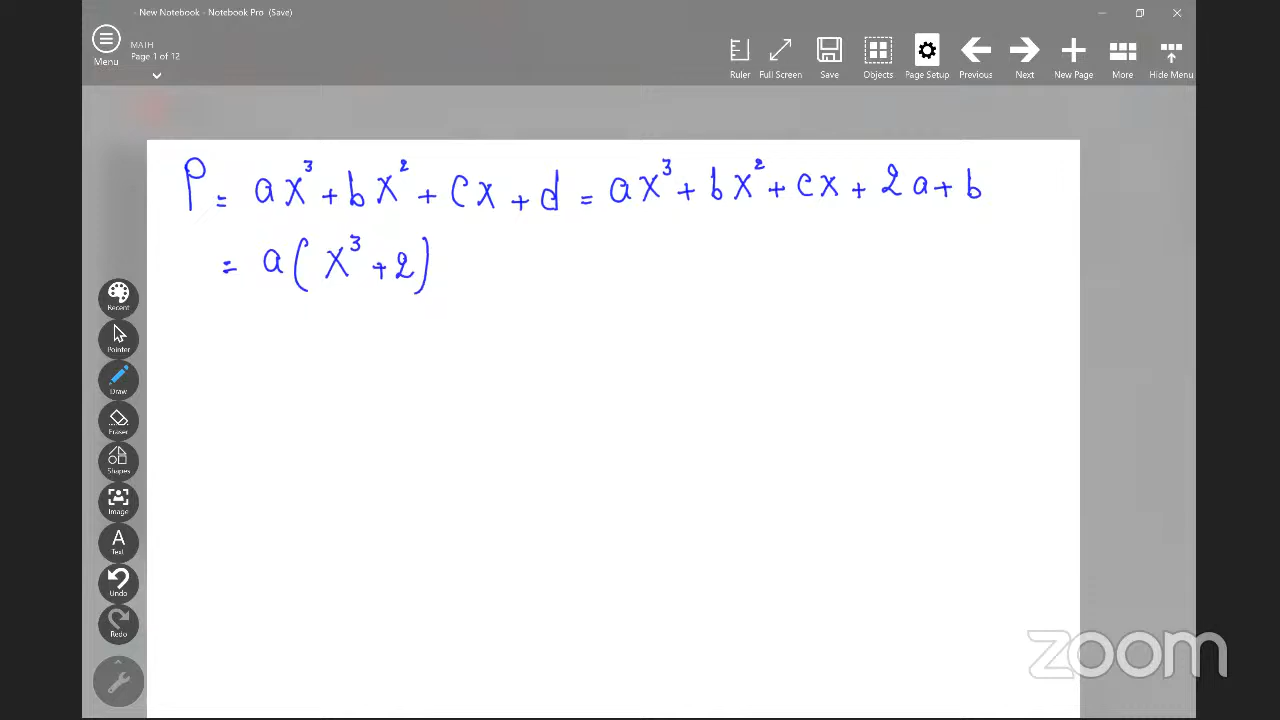 - New Notebook - Notebook Pro (Save)
Menu
MATH
Page 1 of 12
Ruler
Full Screen
Save
Objects
Page Setup
Previous
Next
New Page
More
Hide Menu
P = ax³ + bx² + cx + d = ax³ + bx² + cx + 2a + b
= a(x³ + 2)
Recent
Pointer
Draw
Eraser
Shapes
Image
A
Text
Undo
Redo
zoom